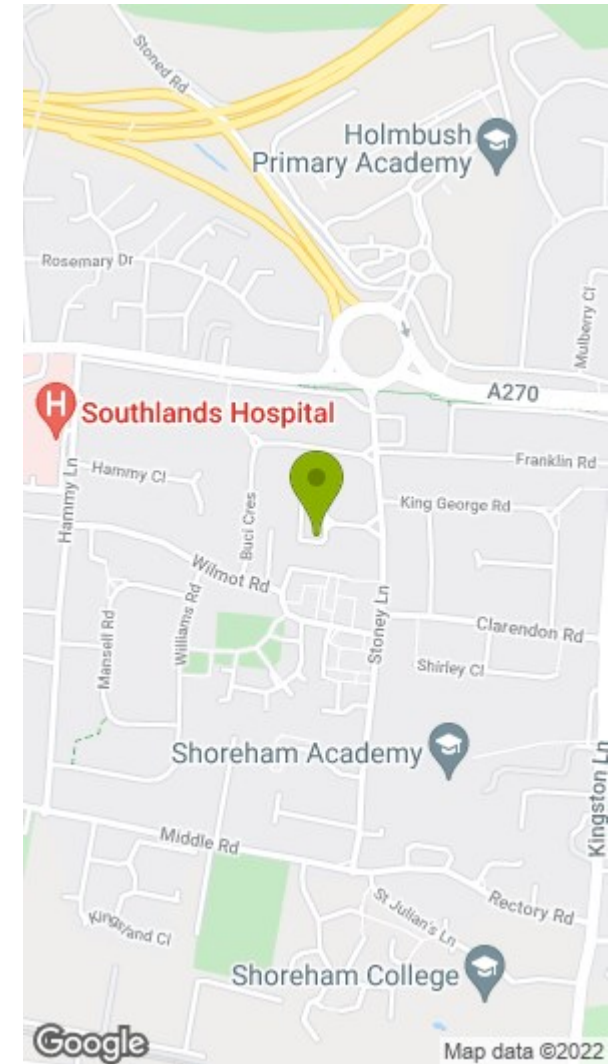 Stoned Rd
Holmbush
Primary Academy
Rosemary Dr
Mulberry Cl
A270
H
Southlands Hospital
Franklin Rd
Hammy Cl
Hammy Ln
Buci Cres
King George Rd
Wilmot Rd
Williams Rd
Mansell Rd
Stoney Ln
Clarendon Rd
Shirley Cl
Shoreham Academy
Kingston Ln
Middle Rd
Rectory Rd
St Julian's Ln
Kingsland Cl
Shoreham College
Google
Map data ©2022